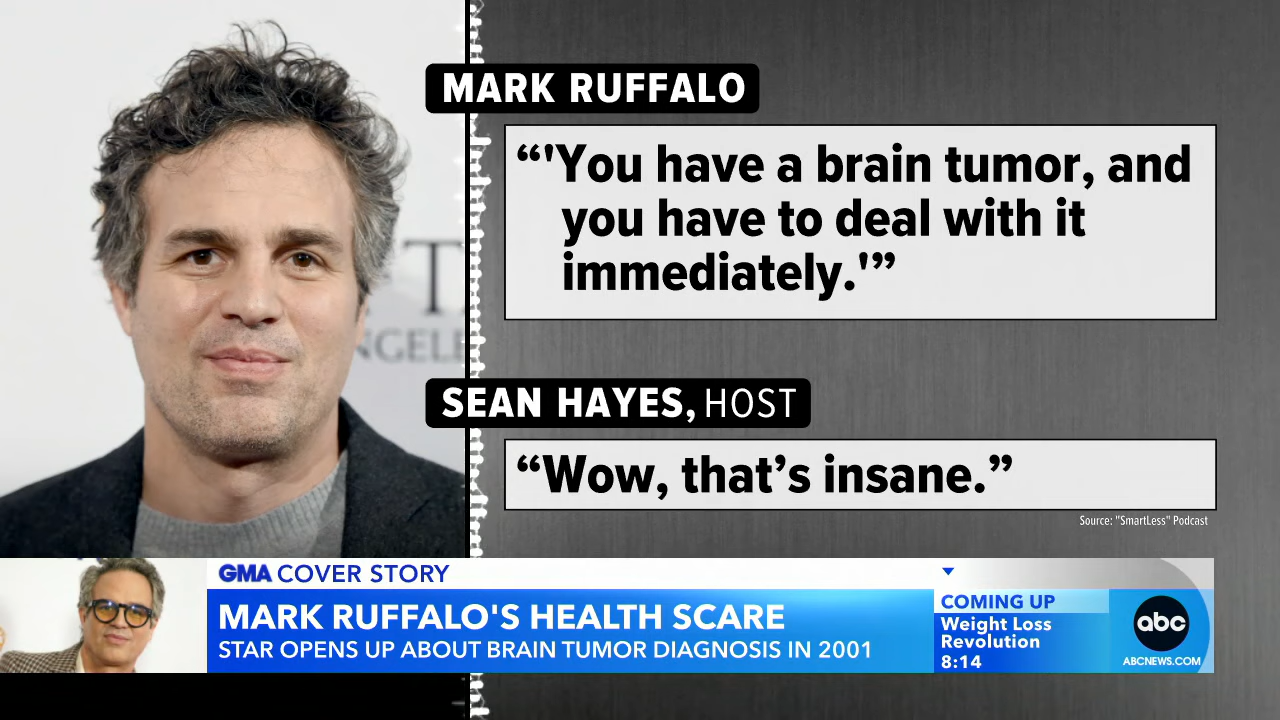 MARK RUFFALO
“'You have a brain tumor, and
you have to deal with it
immediately.'”
SEAN HAYES, HOST
“Wow, that’s insane.”
Source: "SmartLess" Podcast
GMA COVER STORY
MARK RUFFALO'S HEALTH SCARE
STAR OPENS UP ABOUT BRAIN TUMOR DIAGNOSIS IN 2001
COMING UP
Weight Loss
Revolution
8:14
abc
ABCNEWS.COM